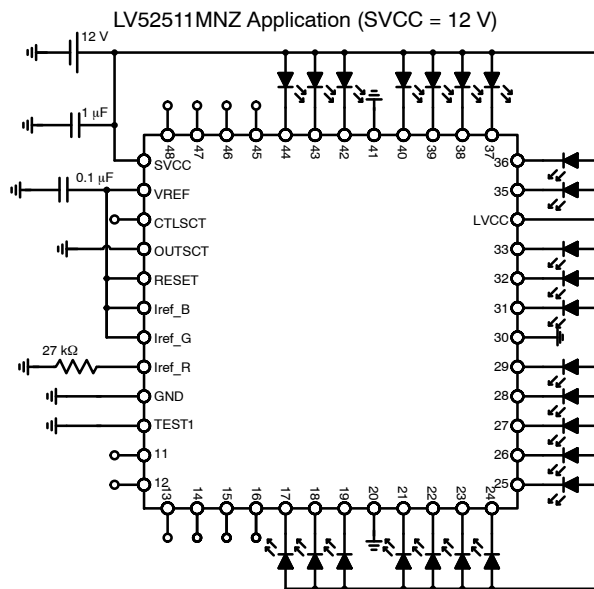 LV52511MNZ Application (SVCC = 12 V)
12 V
1 μF
0.1 μF
27 kΩ
SVCC
VREF
CTLSCT
OUTSCT
RESET
Iref_B
Iref_G
Iref_R
GND
TEST1
11
12
13
14
15
16
17
18
19
20
21
22
23
24
25
26
27
28
29
30
31
32
33
LVCC
35
36
37
38
39
40
41
42
43
44
45
46
47
48